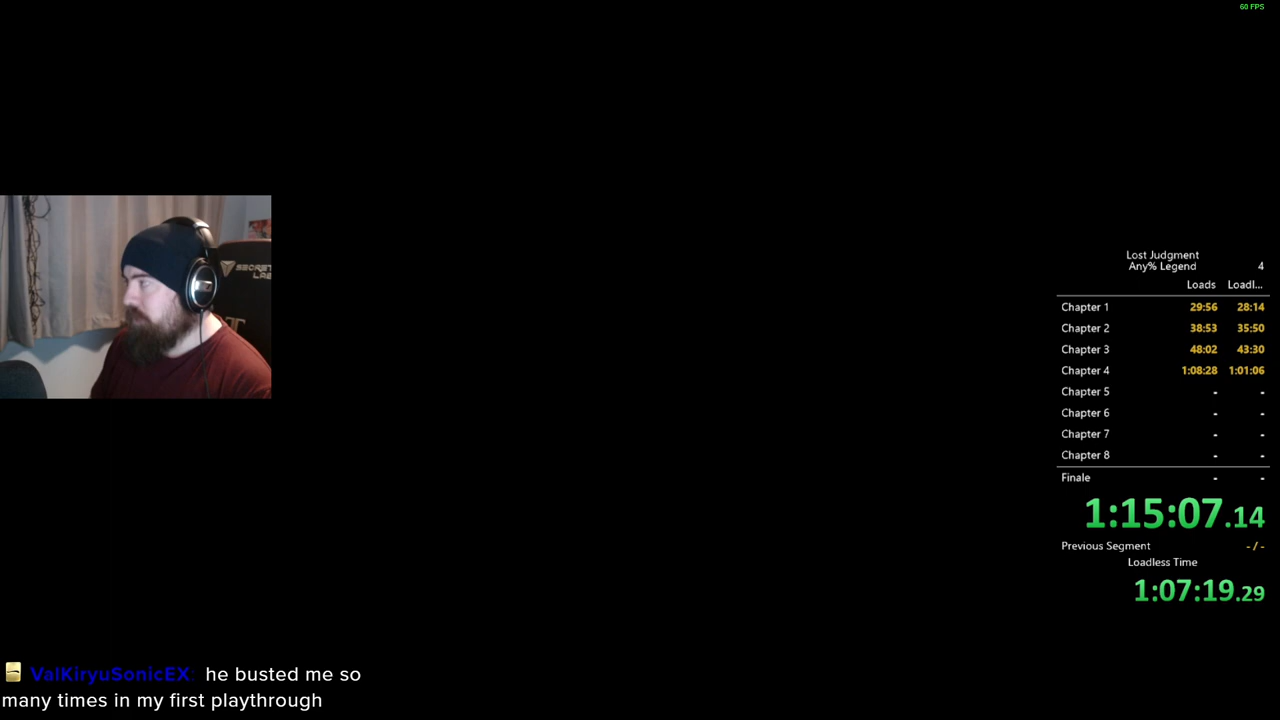 60 FPS
SECRET
LAB
Lost Judgment
Any% Legend 4
Loads Loadl...
Chapter 1 29:56 28:14
Chapter 2 38:53 35:50
Chapter 3 48:02 43:30
Chapter 4 1:08:28 1:01:06
Chapter 5 - -
Chapter 6 - -
Chapter 7 - -
Chapter 8 - -
Finale - -
1:15:07.14
Previous Segment - / -
Loadless Time
1:07:19.29
ValKiryuSonicEX: he busted me so
many times in my first playthrough